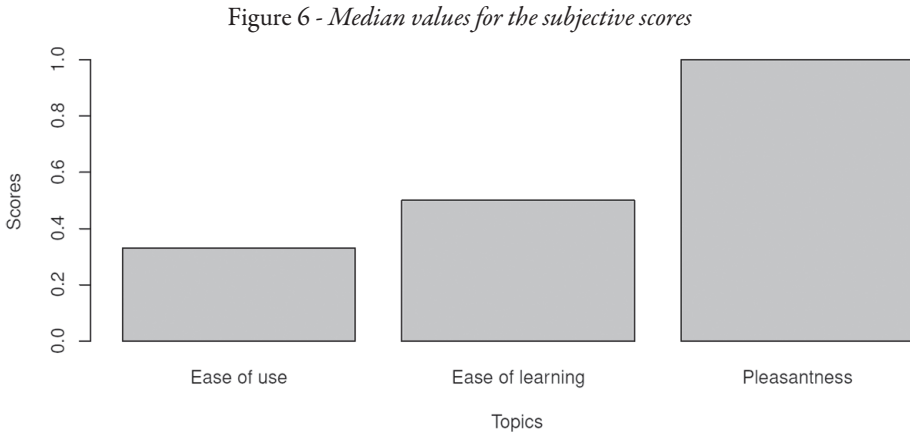 Figure 6 - Median values for the subjective scores
Scores
1.0
0.8
0.6
0.4
0.2
0.0
Ease of use
Ease of learning
Pleasantness
Topics